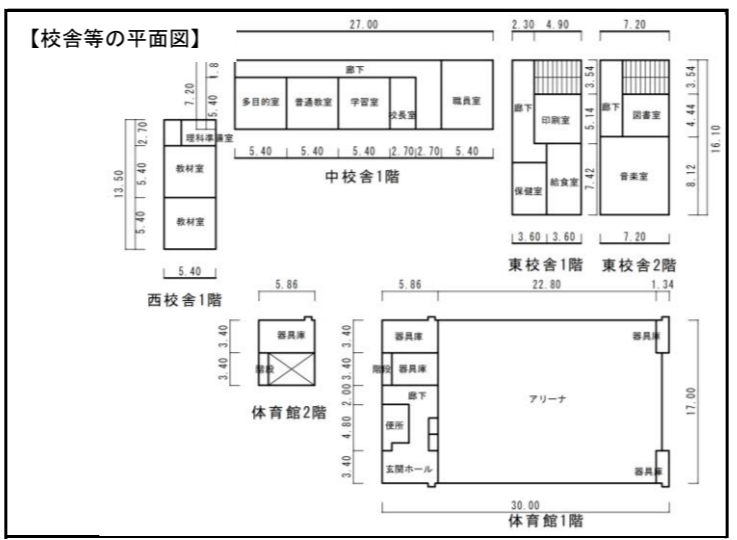 【校舎等の平面図】
27.00
2.30 4.90
7.20
7.20
1.8
5.40
廊下
多目的室
普通教室
学習室
校長室
職員室
5.40 5.40 5.40 2.70 2.70 5.40
中校舎1階
13.50
2.70
5.40
5.40
理科準備室
教材室
教材室
5.40
西校舎1階
廊下
印刷室
保健室
給食室
3.54
5.14
7.42
3.60 3.60
東校舎1階
廊下
図書室
音楽室
3.54
4.44
8.12
16.10
7.20
東校舎2階
5.86
3.40
3.40
器具庫
階段
体育館2階
5.86 22.80 1.34
3.40
3.40
2.00
4.80
3.40
器具庫
階段
器具庫
廊下
便所
玄関ホール
アリーナ
器具庫
器具庫
17.00
30.00
体育館1階